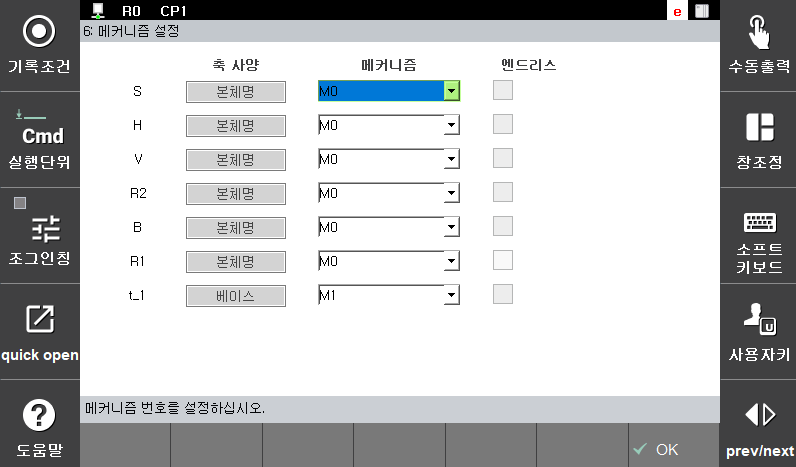 R0 CP1 e
6: 메커니즘 설정
축 사양 메커니즘 엔드리스
S 본체명 M0
H 본체명 M0
V 본체명 M0
R2 본체명 M0
B 본체명 M0
R1 본체명 M0
t_1 베이스 M1
메커니즘 번호를 설정하십시오.
OK
기록조건
Cmd
실행단위
조그인칭
quick open
도움말
수동출력
창조정
소프트
키보드
U
사용자키
prev/next